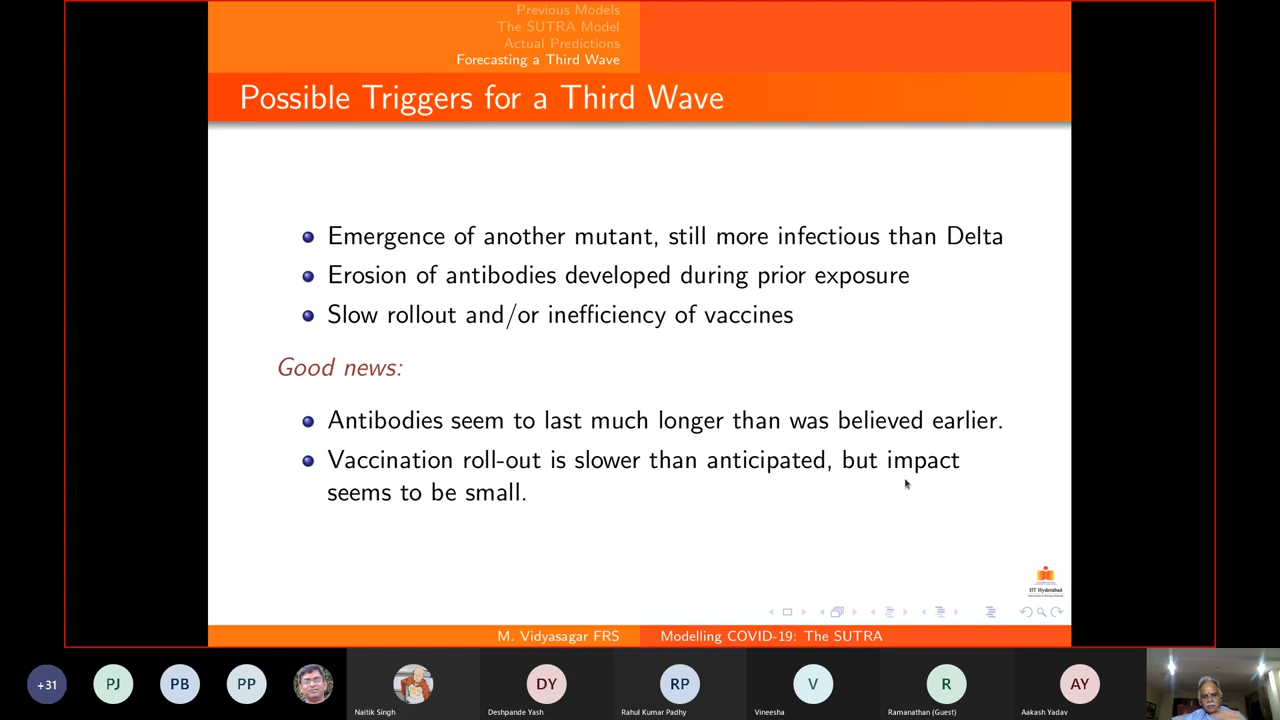 Previous Models
The SUTRA Model
Actual Predictions
Forecasting a Third Wave
Possible Triggers for a Third Wave
Emergence of another mutant, still more infectious than Delta
Erosion of antibodies developed during prior exposure
Slow rollout and/or inefficiency of vaccines
Good news:
Antibodies seem to last much longer than was believed earlier.
Vaccination roll-out is slower than anticipated, but impact
seems to be small.
IIT Hyderabad
M. Vidyasagar FRS
Modelling COVID-19: The SUTRA
+31
PJ
PB
PP
DY
RP
V
R
AY
Naitik Singh
Deshpande Yash
Rahul Kumar Padhy
Vineesha
Ramanathan (Guest)
Aakash Yadav